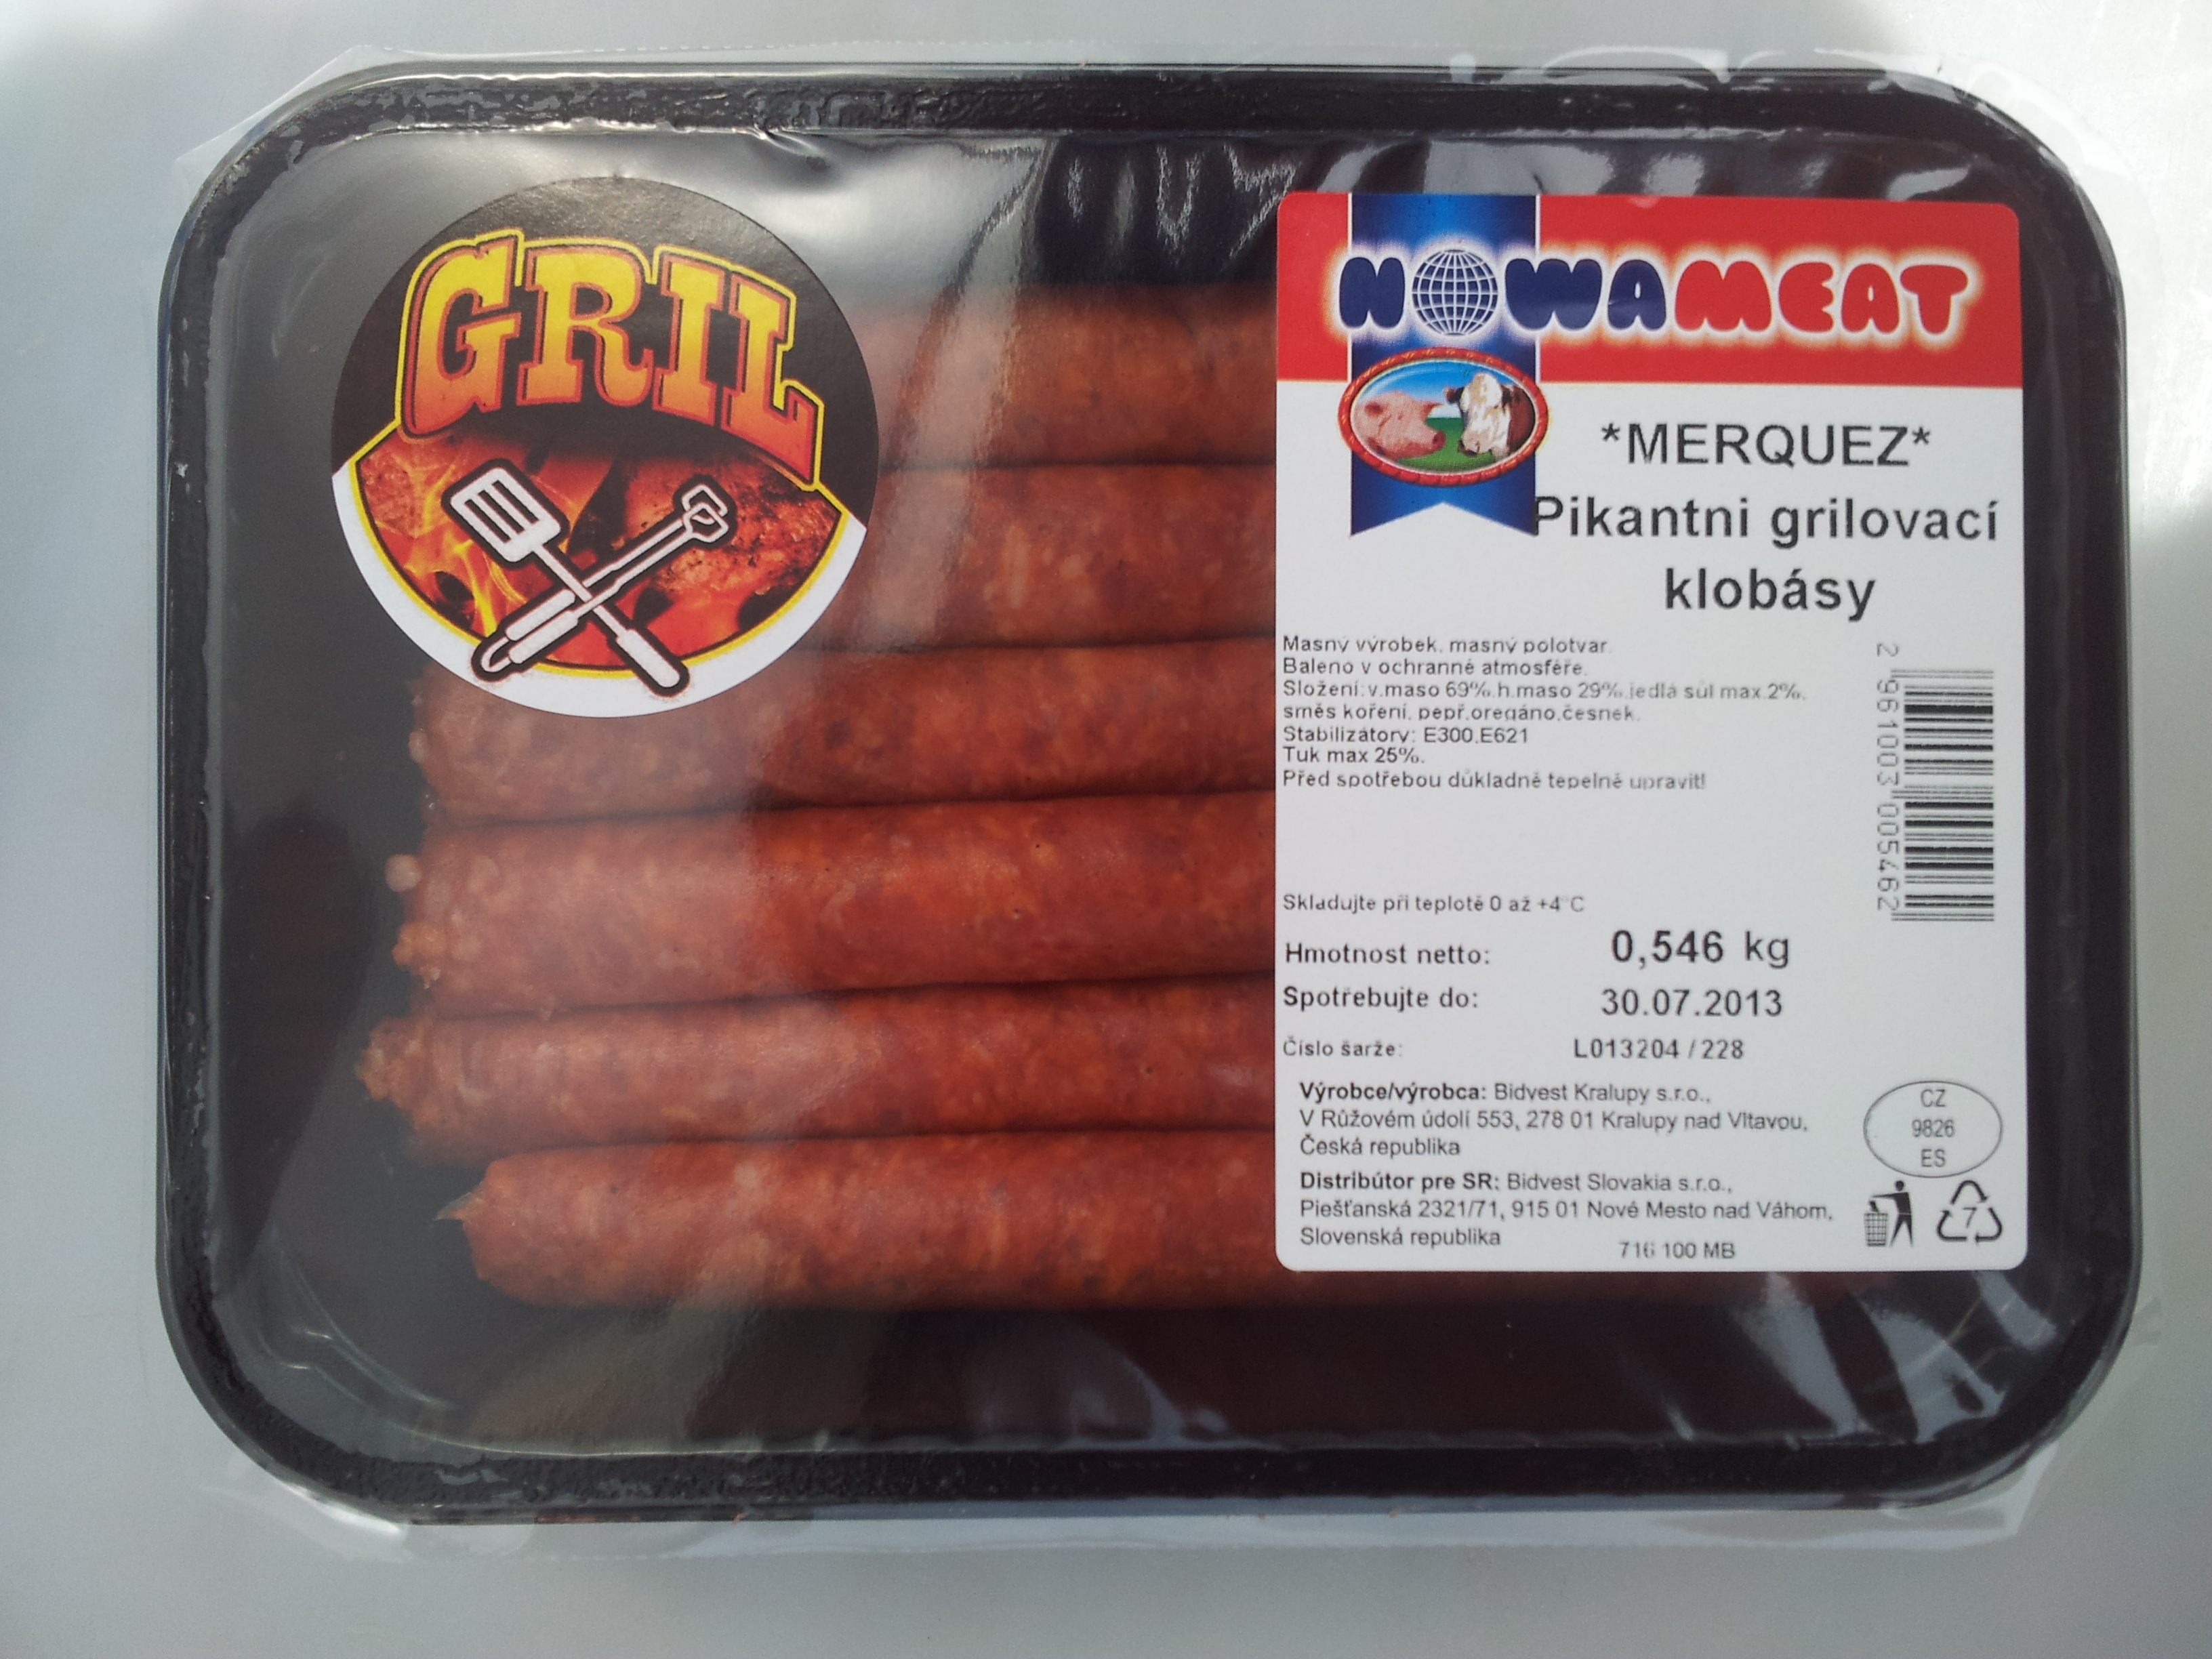 GRIL
NOWAMEAT
*MERQUEZ*
Pikantni grilovací
klobásy
Masný výrobek, masný polotvar.
Baleno v ochranné atmosféře.
Složení:v.maso 69%,h.maso 29%,jedlá sůl max.2%,
směs koření, pepř,oregáno,česnek.
Stabilizátory: E300,E621
Tuk max 25%.
Před spotřebou důkladně tepelně upravit!
2 961003 005462
Skladujte při teplotě 0 až +4°C
Hmotnost netto: 0,546 kg
Spotřebujte do: 30.07.2013
Číslo šarže: L013204 / 228
Výrobce/výrobca: Bidvest Kralupy s.r.o.,
V Růžovém údolí 553, 278 01 Kralupy nad Vltavou,
Česká republika
CZ
9826
ES
Distribútor pre SR: Bidvest Slovakia s.r.o.,
Piešťanská 2321/71, 915 01 Nové Mesto nad Váhom,
Slovenská republika
716 100 MB
7